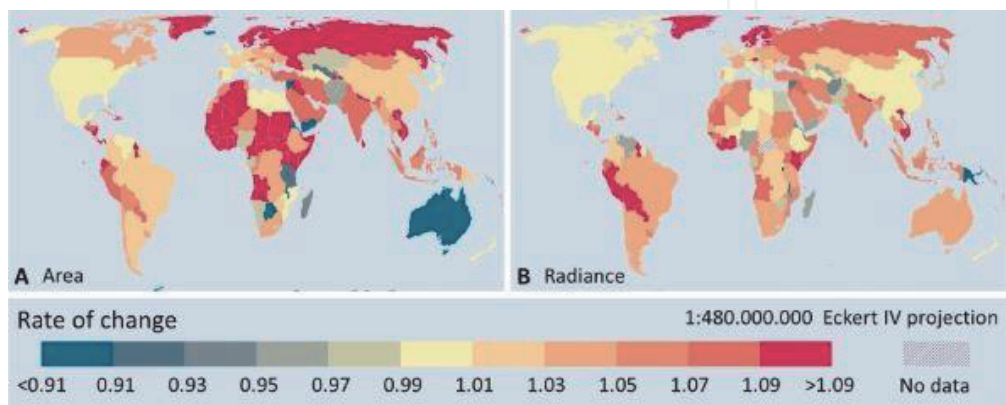 A Area
B Radiance
Rate of change
1:480.000.000 Eckert IV projection
<0.91 0.91 0.93 0.95 0.97 0.99 1.01 1.03 1.05 1.07 1.09 >1.09
No data